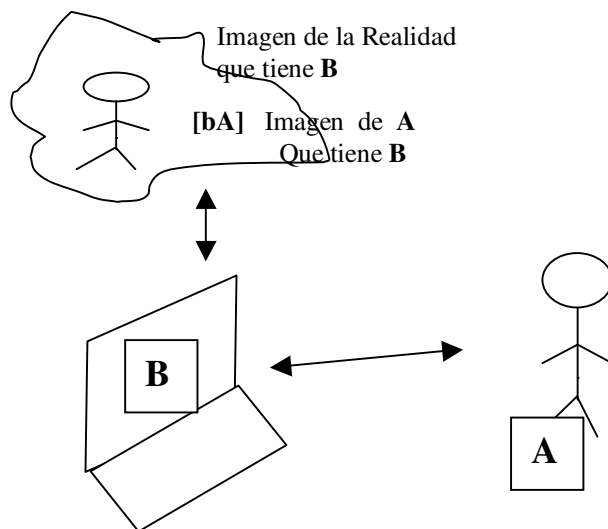 Imagen de la Realidad
que tiene B
[bA] Imagen de A
Que tiene B
B
A